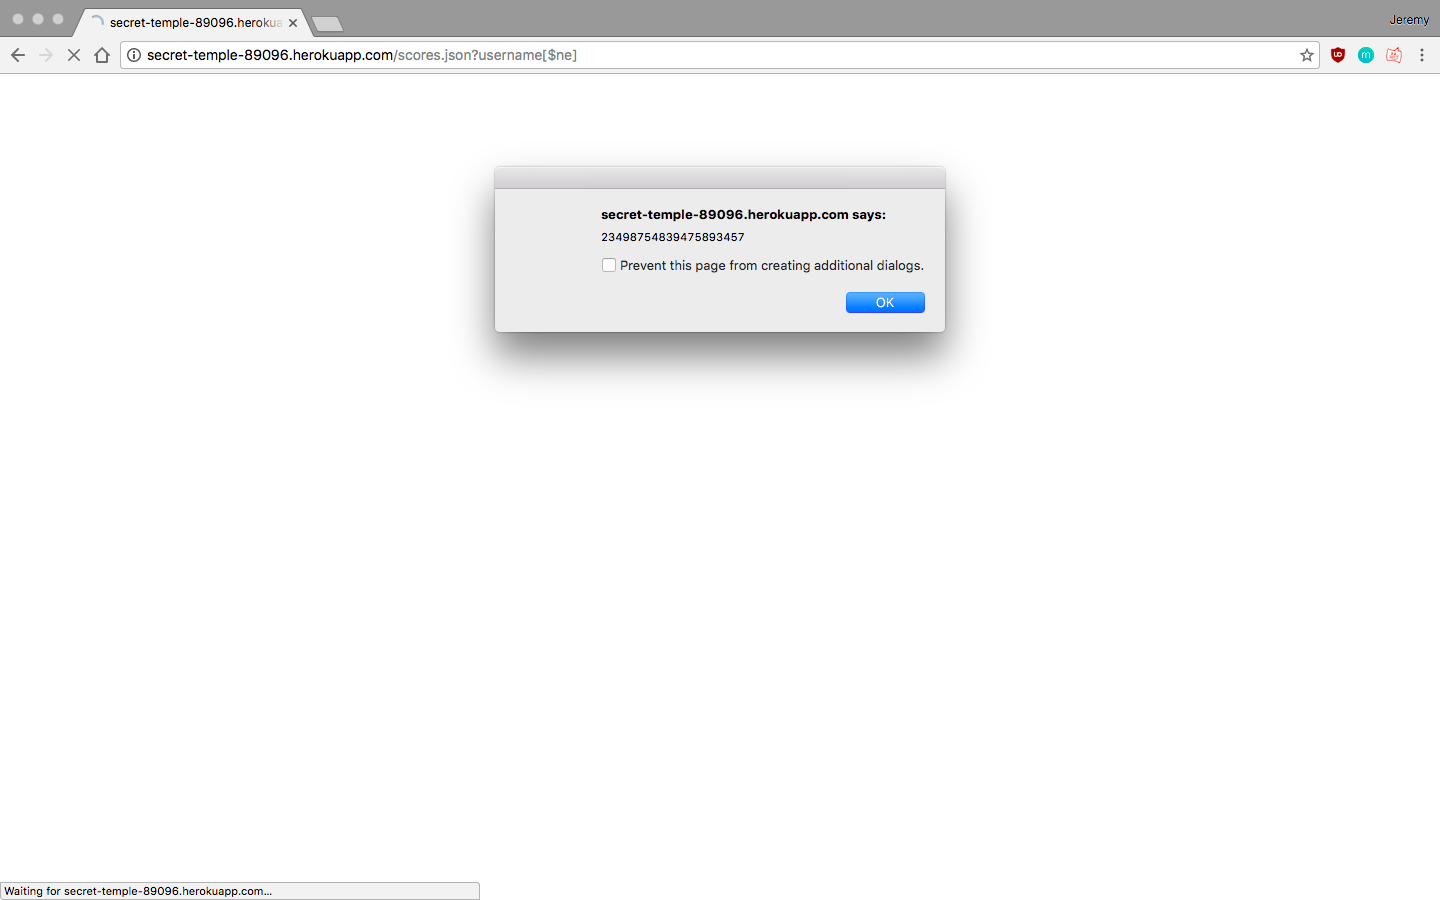 secret-temple-89096.herokua
Jeremy
secret-temple-89096.herokuapp.com/scores.json?username[$ne]
secret-temple-89096.herokuapp.com says:
23498754839475893457
Prevent this page from creating additional dialogs.
OK
Waiting for secret-temple-89096.herokuapp.com...